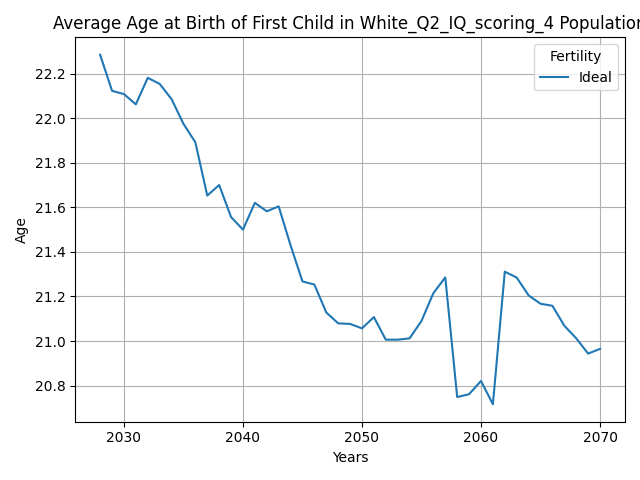 Average Age at Birth of First Child in White_Q2_IQ_scoring_4 Population
Fertility
Ideal
22.2
22.0
21.8
21.6
21.4
21.2
21.0
20.8
Age
2030 2040 2050 2060 2070
Years